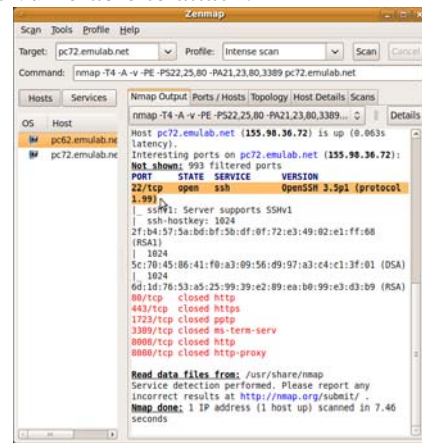 Zenmap
Scan Tools Profile Help
Target: pc72.emulab.net Profile: Intense scan Scan Cancel
Command: nmap -T4 -A -v -PE -PS22,25,80 -PA21,23,80,3389 pc72.emulab.net
Hosts Services
Nmap Output Ports / Hosts Topology Host Details Scans
OS Host
pc62.emulab.ne
pc72.emulab.ne
nmap -T4 -A -v -PE -PS22,25,80 -PA21,23,80,3389... Details
Host pc72.emulab.net (155.98.36.72) is up (0.063s
latency).
Interesting ports on pc72.emulab.net (155.98.36.72):
Not shown: 993 filtered ports
PORT STATE SERVICE VERSION
22/tcp open ssh OpenSSH 3.5p1 (protocol
1.99)
|_ sshv1: Server supports SSHv1
| ssh-hostkey: 1024
2f:b4:57:5a:bd:bf:5b:df:0f:72:e3:49:02:e1:ff:68
(RSA1)
| 1024
5c:70:45:86:41:f0:a3:09:56:d9:97:a3:c4:c1:3f:01 (DSA)
|_ 1024
6d:1d:76:53:a5:25:99:39:e2:89:ea:b0:99:e3:d3:b9 (RSA)
80/tcp closed http
443/tcp closed https
1723/tcp closed pptp
3389/tcp closed ms-term-serv
8008/tcp closed http
8080/tcp closed http-proxy
Read data files from: /usr/share/nmap
Service detection performed. Please report any
incorrect results at http://nmap.org/submit/ .
Nmap done: 1 IP address (1 host up) scanned in 7.46
seconds